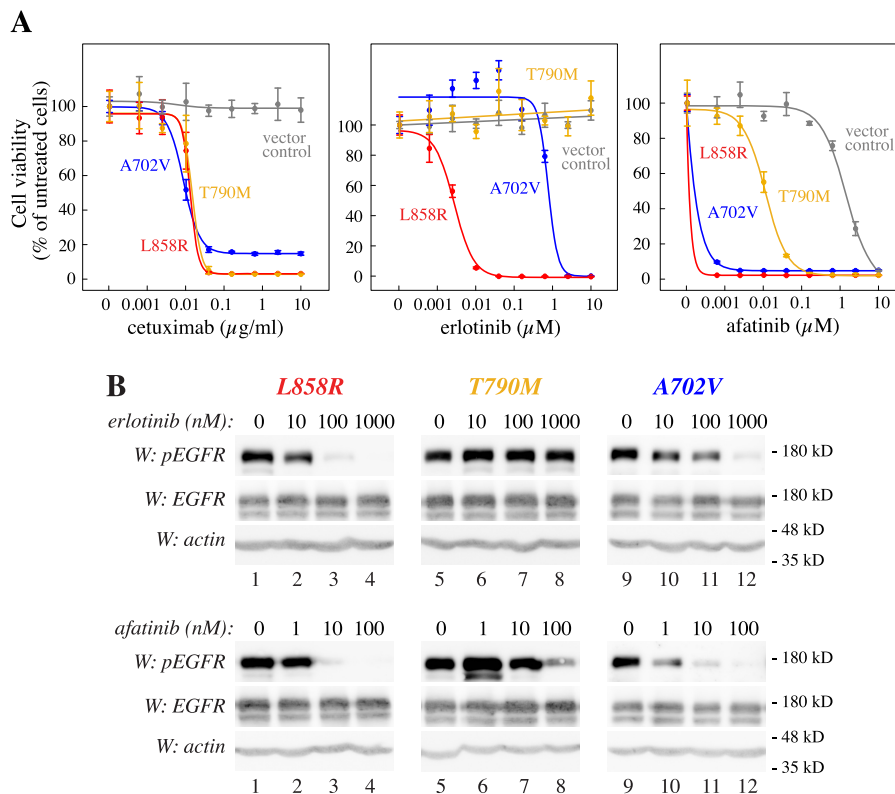 A
Cell viability
(% of untreated cells)
100
80
60
40
20
0
vector
control
A702V
T790M
L858R
0 0.001 0.01 0.1 1 10
cetuximab (µg/ml)
100
80
60
40
20
0
T790M
vector
control
A702V
L858R
0 0.001 0.01 0.1 1 10
erlotinib (µM)
100
80
60
40
20
0
vector
control
L858R
T790M
A702V
0 0.001 0.01 0.1 1 10
afatinib (µM)
B L858R T790M A702V
erlotinib (nM): 0 10 100 1000 0 10 100 1000 0 10 100 1000
W: pEGFR - 180 kD
W: EGFR - 180 kD
W: actin - 48 kD
- 35 kD
1 2 3 4 5 6 7 8 9 10 11 12
afatinib (nM): 0 1 10 100 0 1 10 100 0 1 10 100
W: pEGFR - 180 kD
W: EGFR - 180 kD
W: actin - 48 kD
- 35 kD
1 2 3 4 5 6 7 8 9 10 11 12